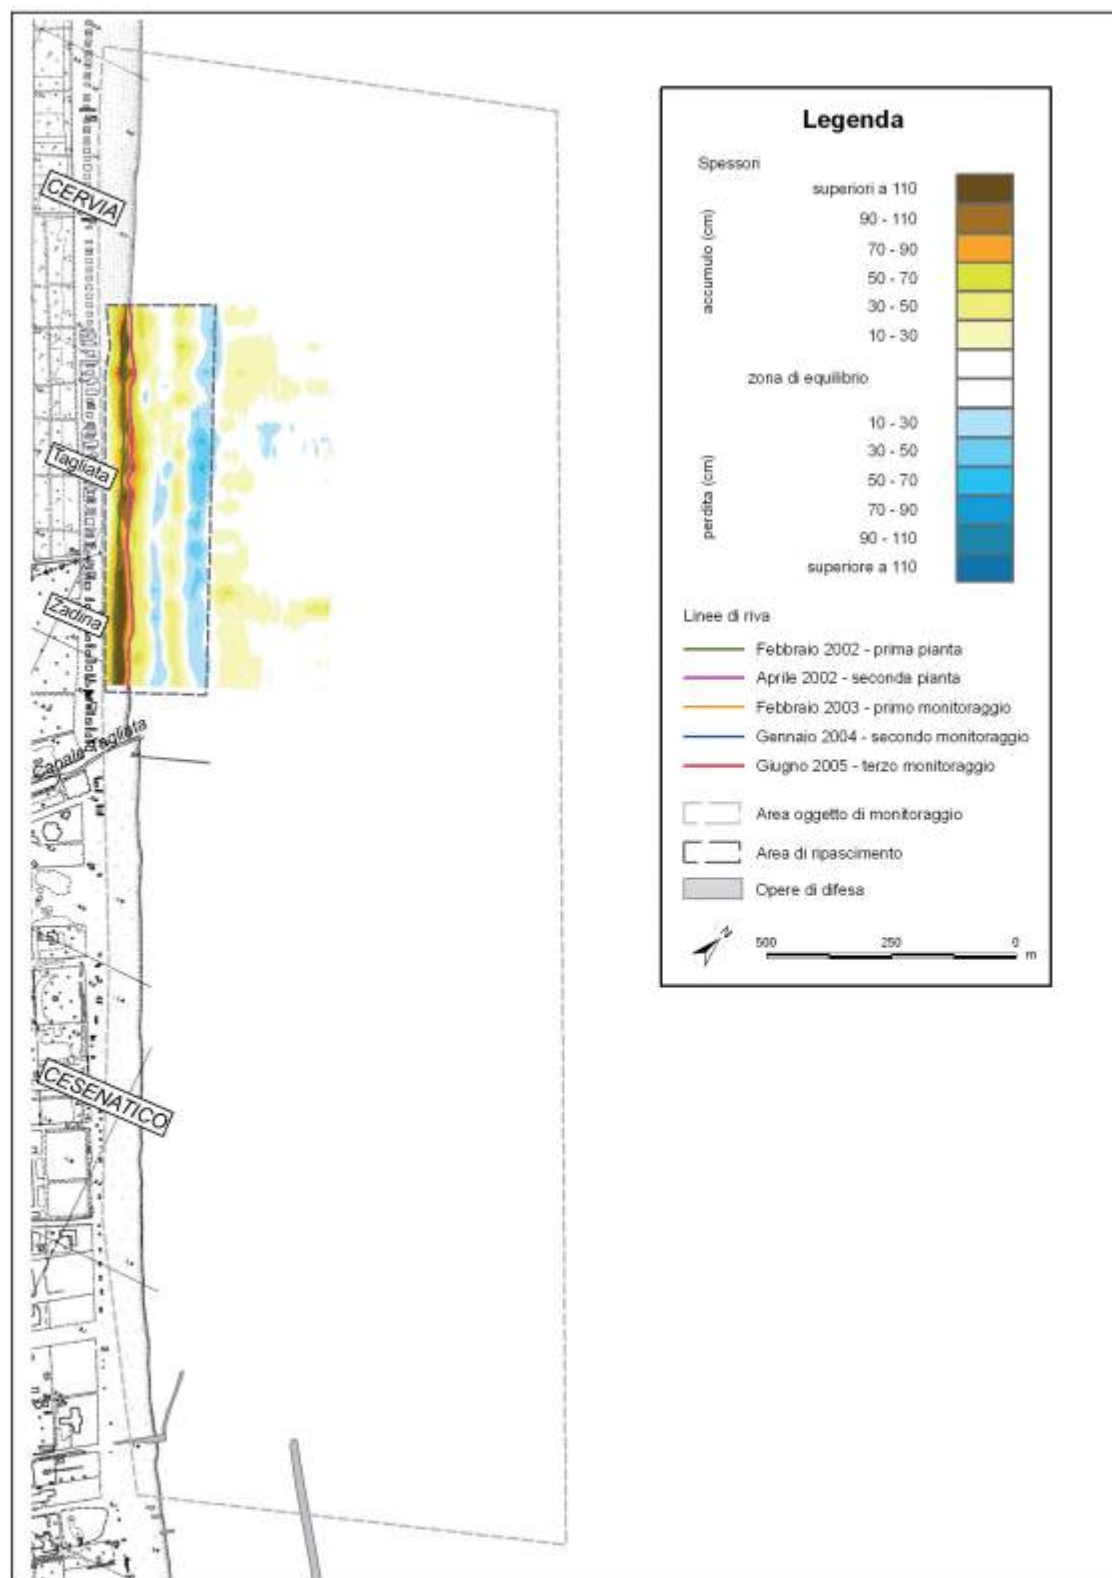 CERVIA
Tagliata
Zadina
Canale Tagliata
CESENATICO
Legenda
Spessori
accumulo (cm)
superiori a 110
90 - 110
70 - 90
50 - 70
30 - 50
10 - 30
zona di equilibrio
perdita (cm)
10 - 30
30 - 50
50 - 70
70 - 90
90 - 110
superiore a 110
Linee di riva
Febbraio 2002 - prima pianta
Aprile 2002 - seconda pianta
Febbraio 2003 - primo monitoraggio
Gennaio 2004 - secondo monitoraggio
Giugno 2005 - terzo monitoraggio
Area oggetto di monitoraggio
Area di ripascimento
Opere di difesa
N
500 250 0 m